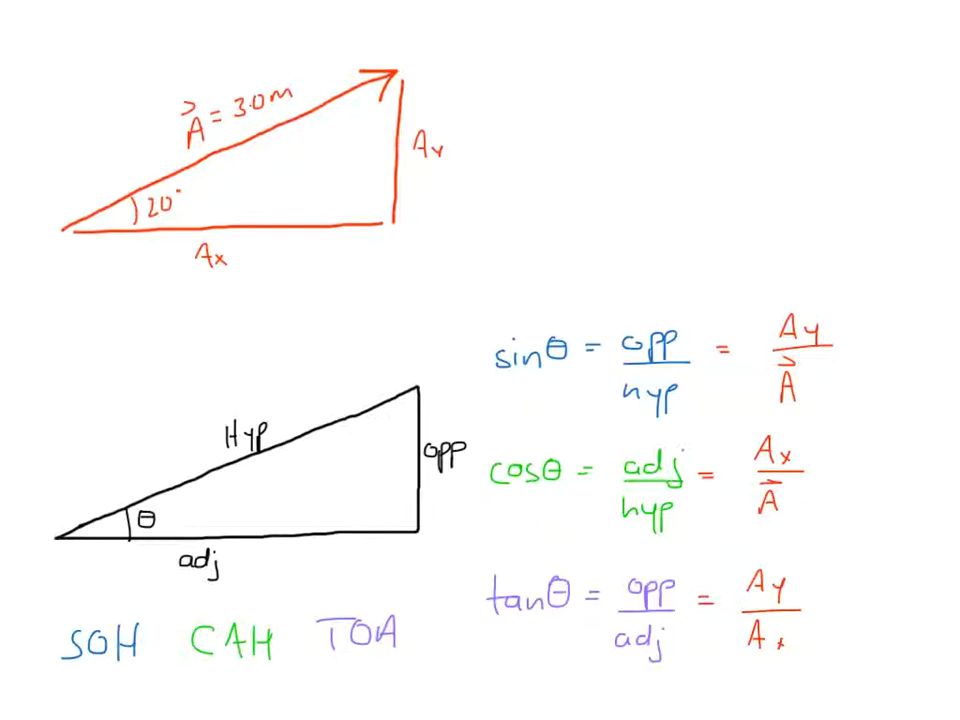 A⃗ = 3.0m
Ay
20°
Ax
sinθ = opp/hyp = Ay/A⃗
Hyp
opp
cosθ = adj/hyp = Ax/A⃗
θ
adj
tanθ = opp/adj = Ay/Ax
SOH CAH TOA